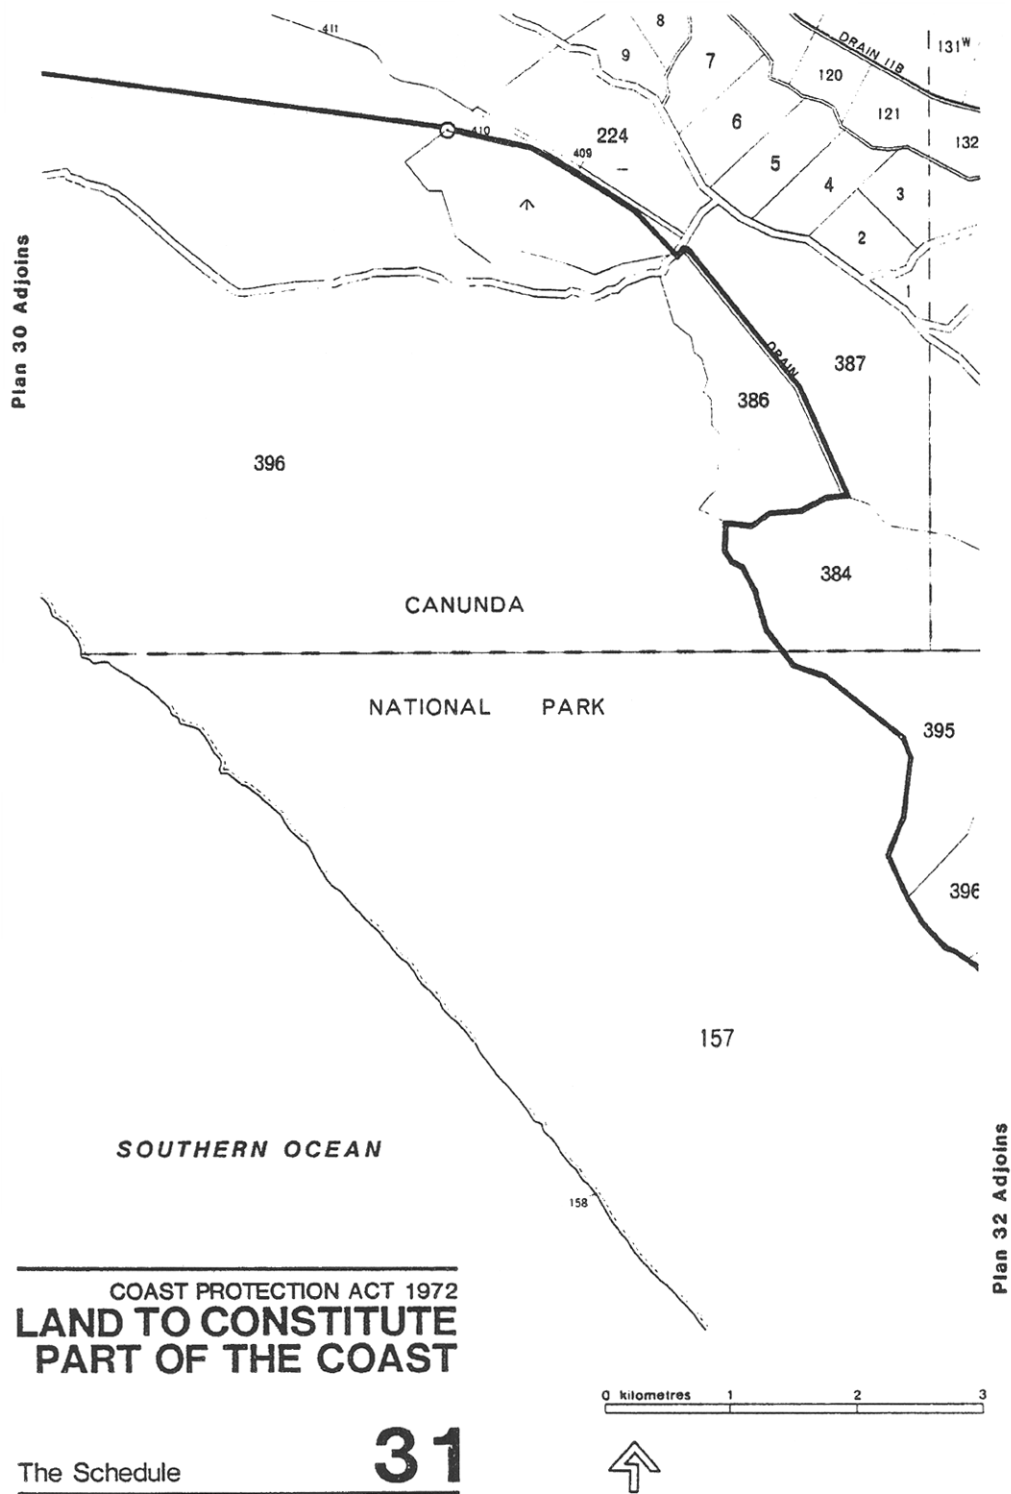 411
8
9
7
DRAIN 11B
131W
120
121
132
410
224
409
6
5
4
3
2
1
Plan 30 Adjoins
DRAIN
387
386
396
384
CANUNDA
NATIONAL PARK
395
396
157
SOUTHERN OCEAN
158
Plan 32 Adjoins
COAST PROTECTION ACT 1972
LAND TO CONSTITUTE
PART OF THE COAST
0 kilometres 1 2 3
The Schedule 31